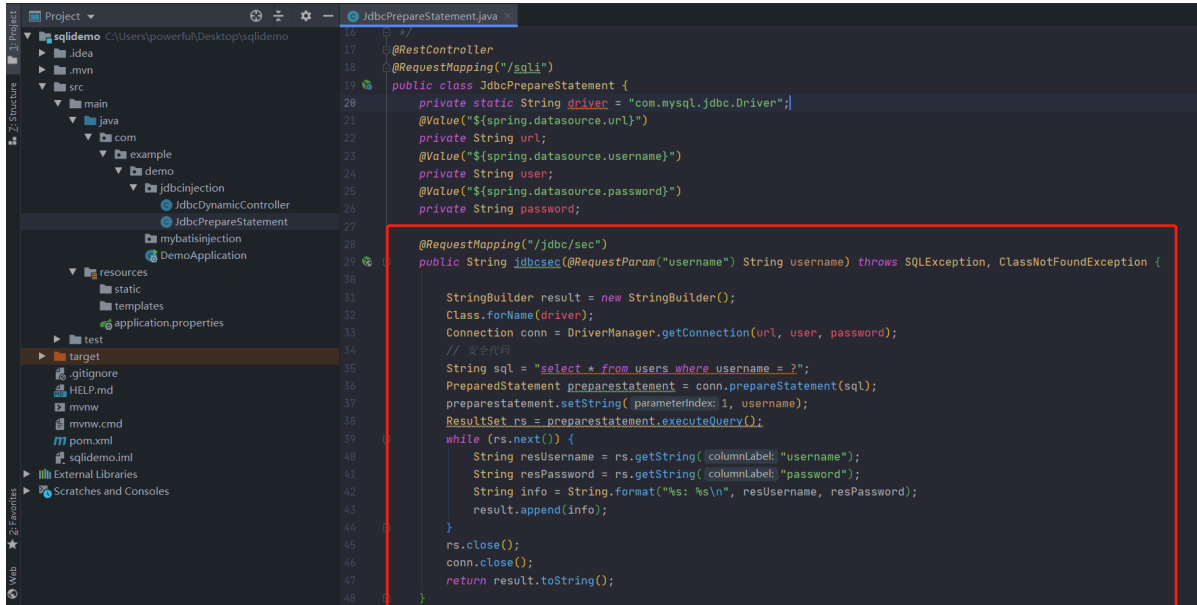 Project
JdbcPrepareStatement.java
1: Project
Z: Structure
2: Favorites
Web
sqlidemo C:\Users\powerful\Desktop\sqlidemo
.idea
.mvn
src
main
java
com
example
demo
jdbcinjection
JdbcDynamicController
JdbcPrepareStatement
mybatisinjection
DemoApplication
resources
static
templates
application.properties
test
target
.gitignore
HELP.md
mvnw
mvnw.cmd
pom.xml
sqlidemo.iml
External Libraries
Scratches and Consoles
16 */
17 @RestController
18 @RequestMapping("/sqli")
19 public class JdbcPrepareStatement {
20 private static String driver = "com.mysql.jdbc.Driver";
21 @Value("${spring.datasource.url}")
22 private String url;
23 @Value("${spring.datasource.username}")
24 private String user;
25 @Value("${spring.datasource.password}")
26 private String password;
27
28 @RequestMapping("/jdbc/sec")
29 public String jdbcsec(@RequestParam("username") String username) throws SQLException, ClassNotFoundException {
30
31 StringBuilder result = new StringBuilder();
32 Class.forName(driver);
33 Connection conn = DriverManager.getConnection(url, user, password);
34 // 安全代码
35 String sql = "select * from users where username = ?";
36 PreparedStatement preparestatement = conn.prepareStatement(sql);
37 preparestatement.setString( parameterIndex: 1, username);
38 ResultSet rs = preparestatement.executeQuery();
39 while (rs.next()) {
40 String resUsername = rs.getString( columnLabel: "username");
41 String resPassword = rs.getString( columnLabel: "password");
42 String info = String.format("%s: %s\n", resUsername, resPassword);
43 result.append(info);
44 }
45 rs.close();
46 conn.close();
47 return result.toString();
48 }